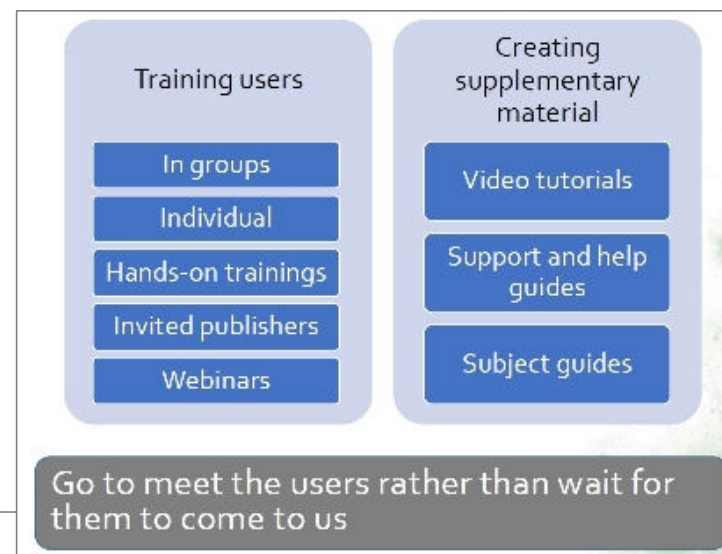 Training users
In groups
Individual
Hands-on trainings
Invited publishers
Webinars
Creating
supplementary
material
Video tutorials
Support and help
guides
Subject guides
Go to meet the users rather than wait for
them to come to us